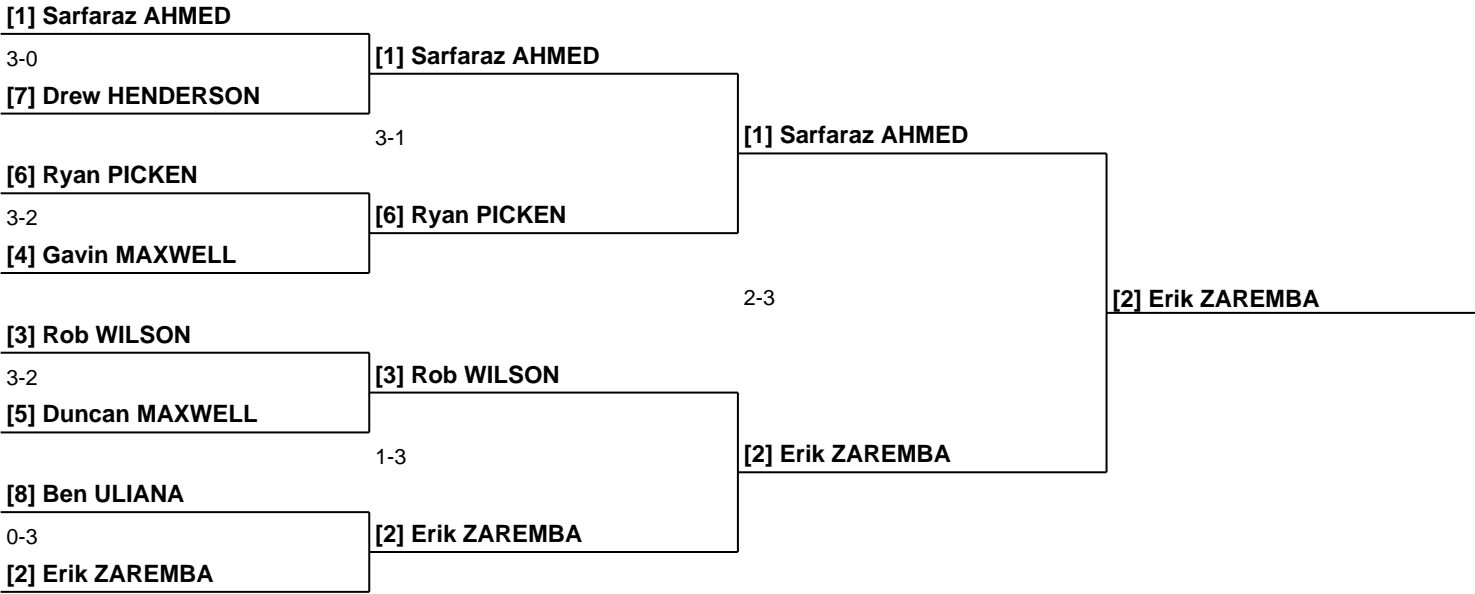 [1] Sarfaraz AHMED
3-0
[7] Drew HENDERSON
[6] Ryan PICKEN
3-2
[4] Gavin MAXWELL
[3] Rob WILSON
3-2
[5] Duncan MAXWELL
[8] Ben ULIANA
0-3
[2] Erik ZAREMBA
[1] Sarfaraz AHMED
3-1
[6] Ryan PICKEN
[3] Rob WILSON
1-3
[2] Erik ZAREMBA
[1] Sarfaraz AHMED
2-3
[2] Erik ZAREMBA
[2] Erik ZAREMBA